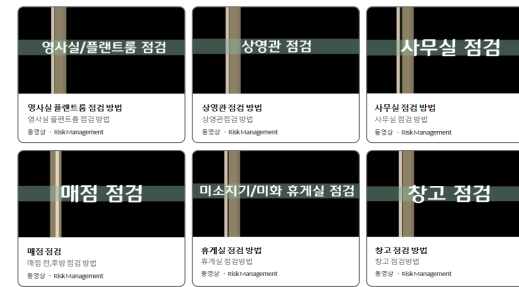 영사실/플랜트룸 점검
상영관 점검
사무실 점검
영사실 플랜트룸 점검 방법
영사실 플랜트룸 점검 방법
동영상 · RiskManagement
상영관 점검 방법
상영관점검 방법
동영상 · RiskManagement
사무실 점검 방법
사무실 점검 방법
동영상 · RiskManagement
매점 점검
미소지기/미화 휴게실 점검
창고 점검
매점 점검
매점 전,후방 점검 방법
동영상 · RiskManagement
휴게실 점검 방법
휴게실 점검방법
동영상 · RiskManagement
창고 점검 방법
창고 점검방법
동영상 · RiskManagement